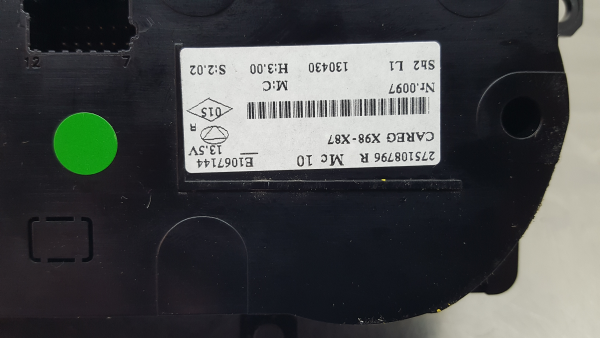 275108796 R Mc 10 E1067144
CAREG X98-X87 13.5V
R
015
Nr.0097 M:C
Sh2 L1 130430 H:3.00 S:2.02
7 12